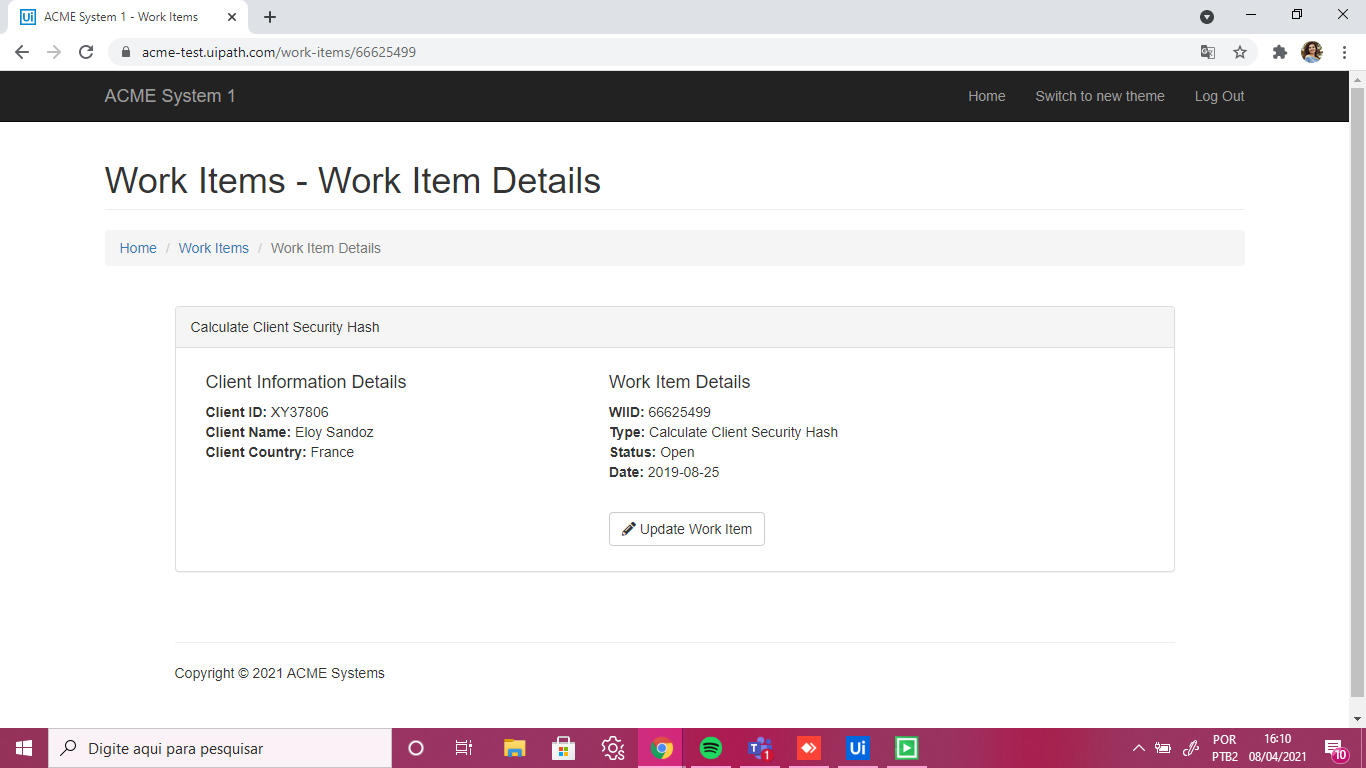 Ui ACME System 1 - Work Items
acme-test.uipath.com/work-items/66625499
ACME System 1 Home Switch to new theme Log Out
Work Items - Work Item Details
Home / Work Items / Work Item Details
Calculate Client Security Hash
Client Information Details
Client ID: XY37806
Client Name: Eloy Sandoz
Client Country: France
Work Item Details
WIID: 66625499
Type: Calculate Client Security Hash
Status: Open
Date: 2019-08-25
Update Work Item
Copyright © 2021 ACME Systems
Digite aqui para pesquisar
1
Ui
POR
PTB2
16:10
08/04/2021
10